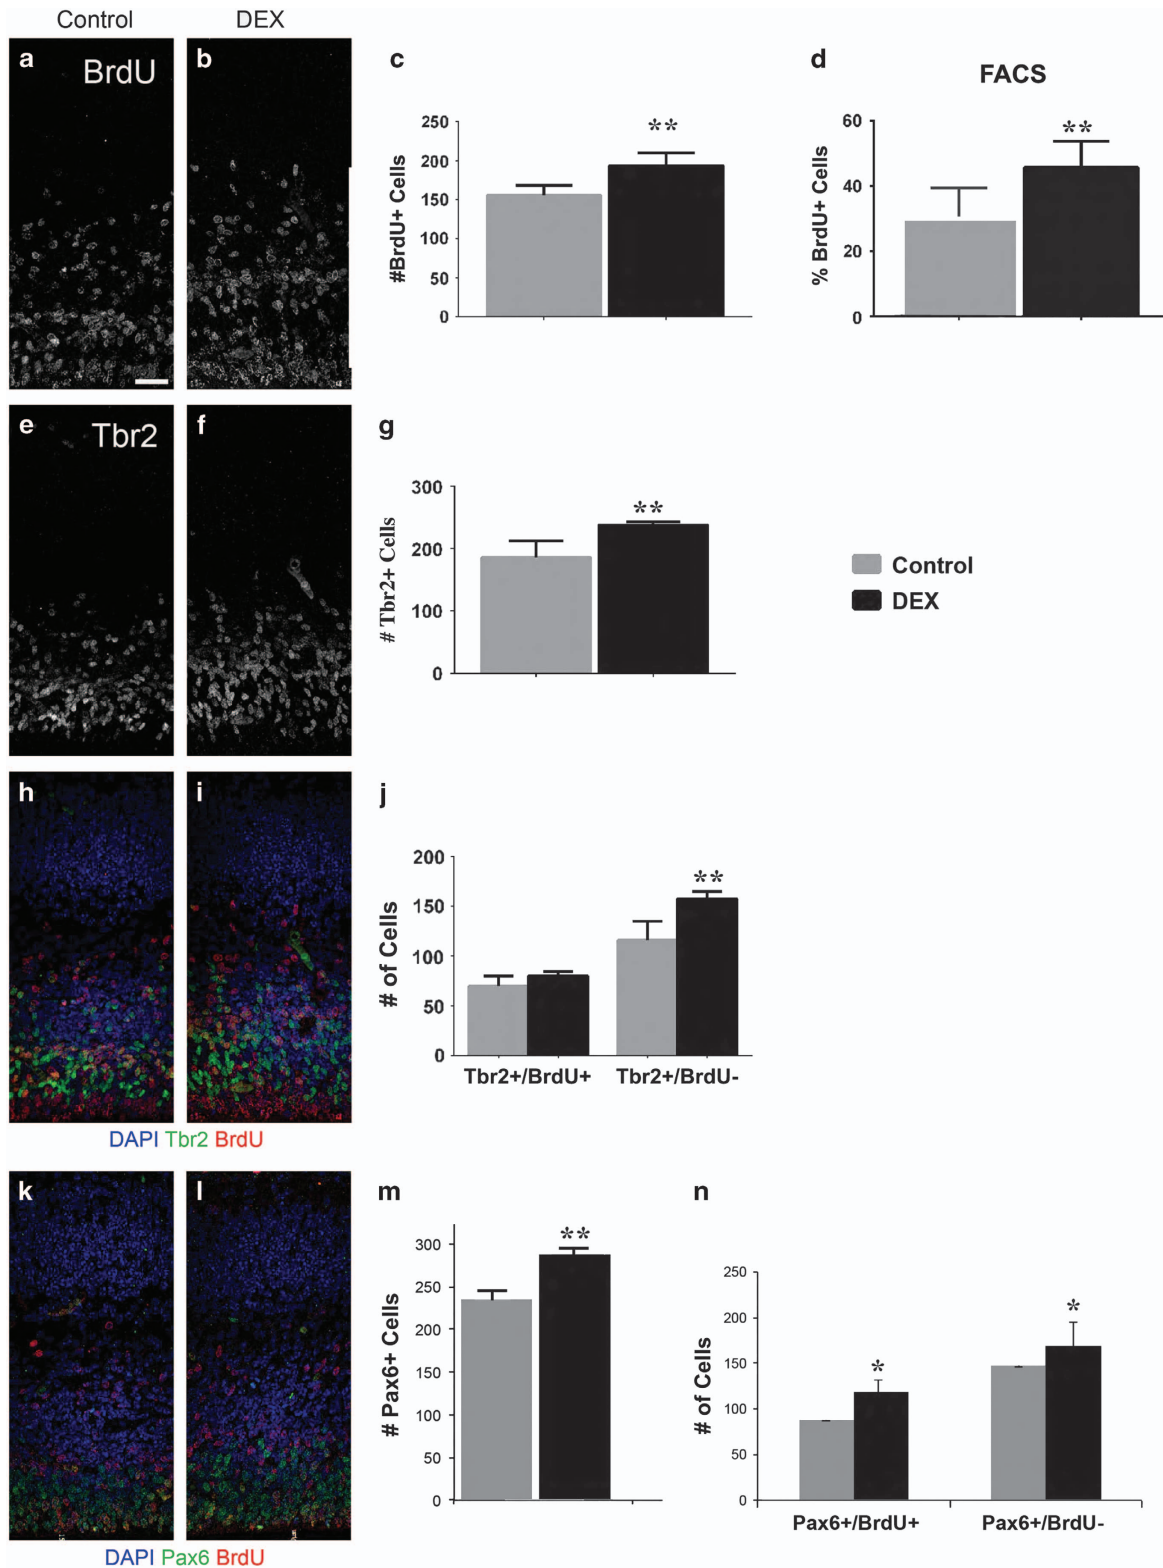 Control DEX
a BrdU b
c
#BrdU+ Cells
250
200
150
100
50
0
**
d
FACS
% BrdU+ Cells
60
40
20
0
**
e Tbr2 f
g
# Tbr2+ Cells
300
200
100
0
**
Control
DEX
h i
DAPI Tbr2 BrdU
j
# of Cells
200
150
100
50
0
**
Tbr2+/BrdU+ Tbr2+/BrdU-
k l
DAPI Pax6 BrdU
m
# Pax6+ Cells
300
250
200
150
100
50
0
**
n
# of Cells
250
200
150
100
50
0
* *
Pax6+/BrdU+ Pax6+/BrdU-